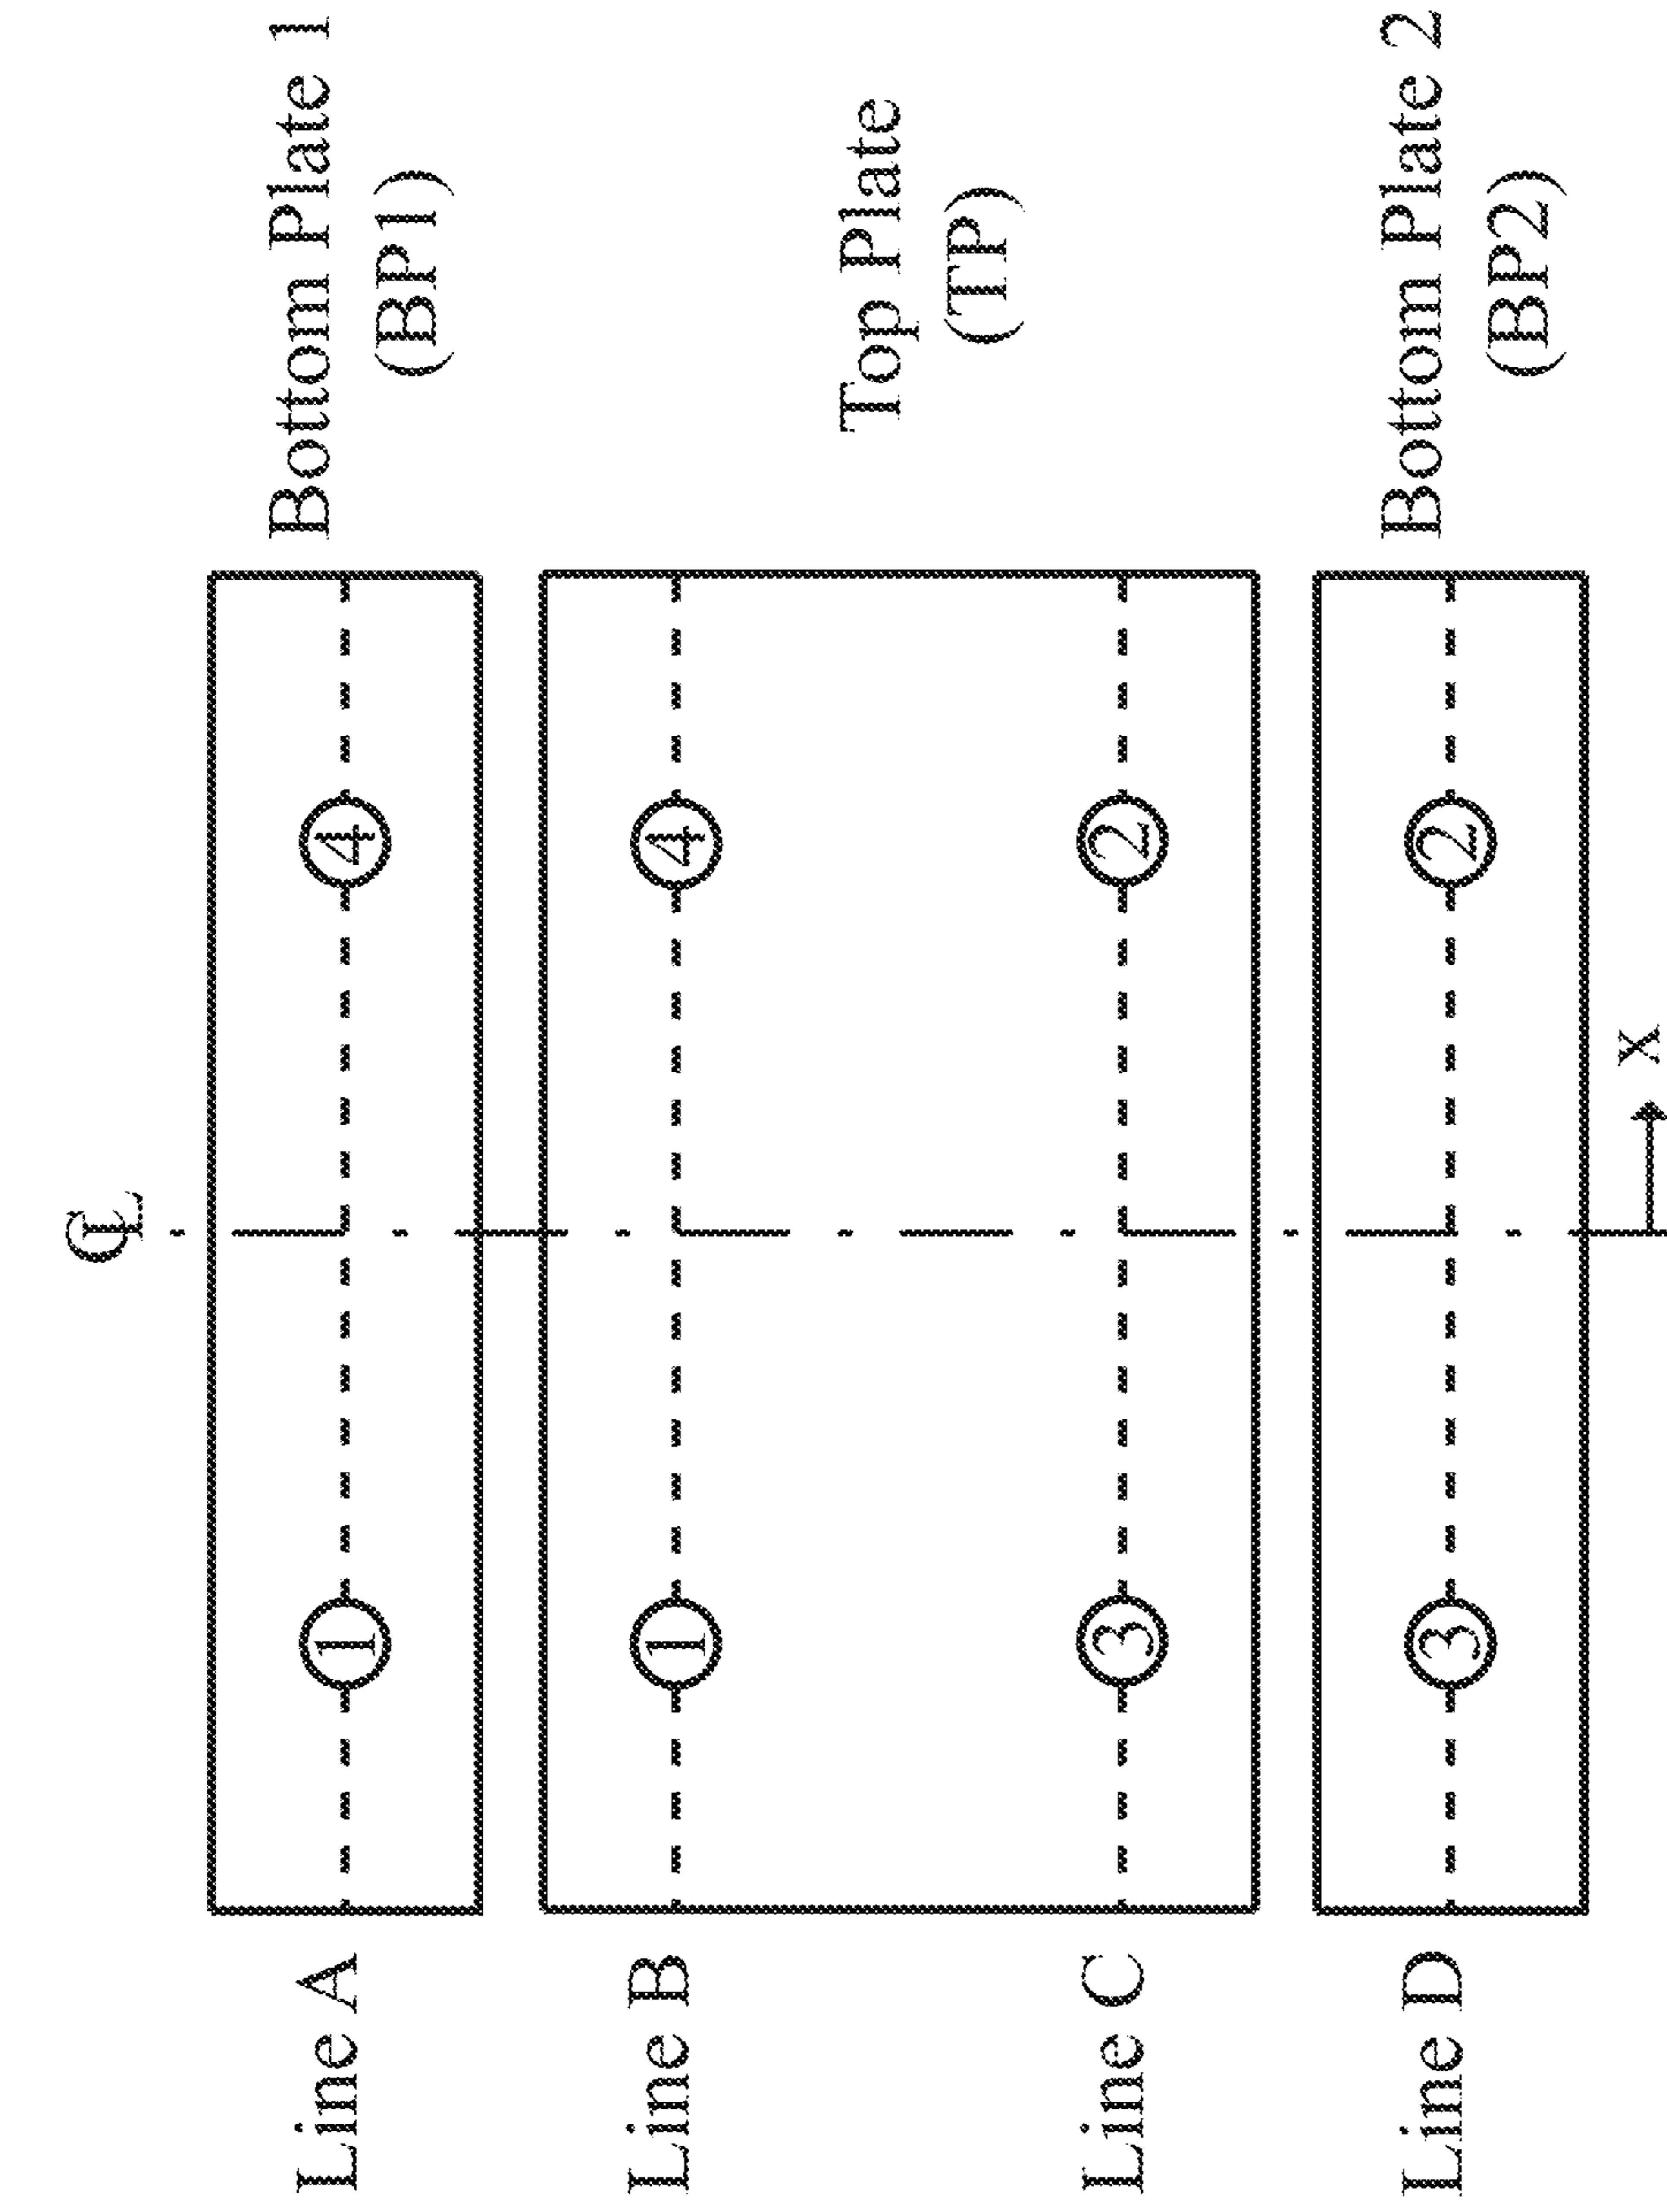 ℄
Line A 1 4 Bottom Plate 1
(BP1)
Line B 1 4
Top Plate
(TP)
Line C 3 2
Line D 3 2 Bottom Plate 2
(BP2)
x